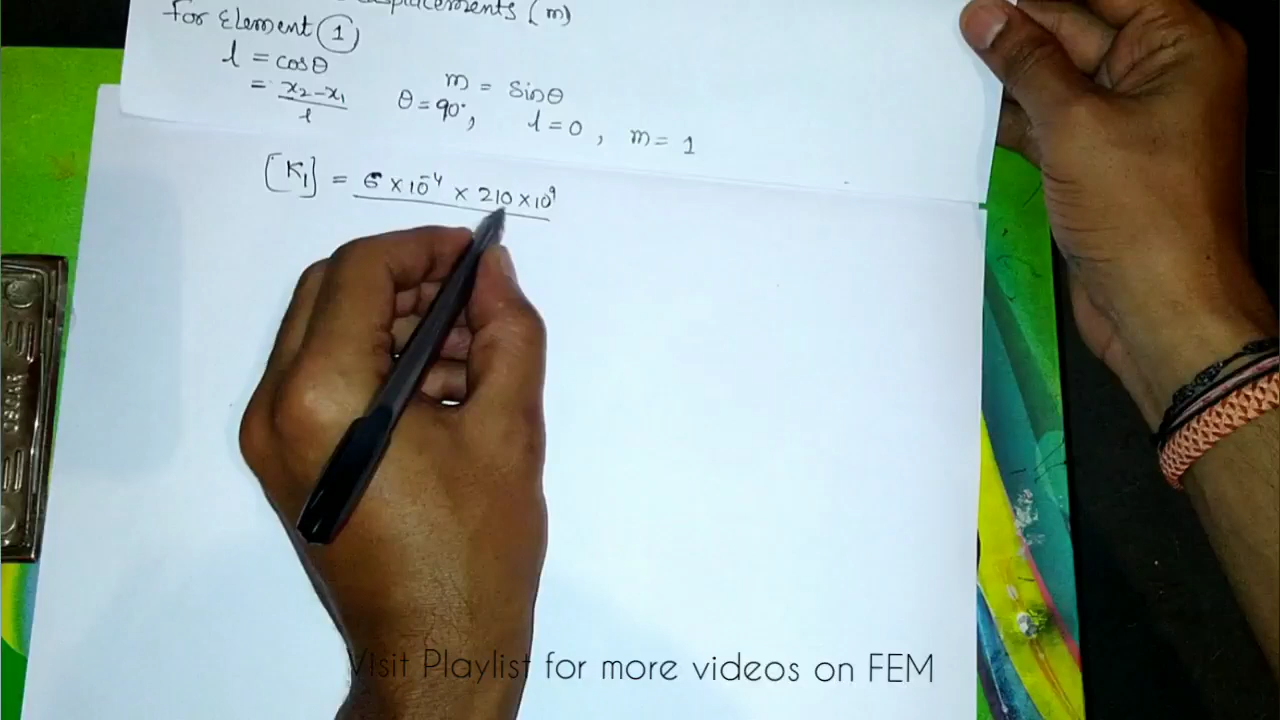 displacements (m)
For Element 1
l = cosθ
= x₂-x₁ / l
m = Sinθ
θ = 90°, l = 0, m = 1
[K₁] = 6 × 10⁻⁴ × 210 × 10⁹
Visit Playlist for more videos on FEM